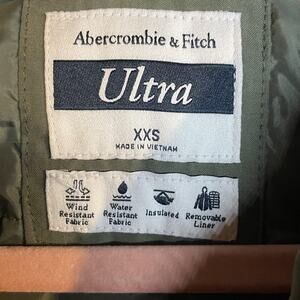 Abercrombie & Fitch
Ultra
XXS
MADE IN VIETNAM
Wind Resistant Fabric
Water Resistant Fabric
Insulated
Removable Liner